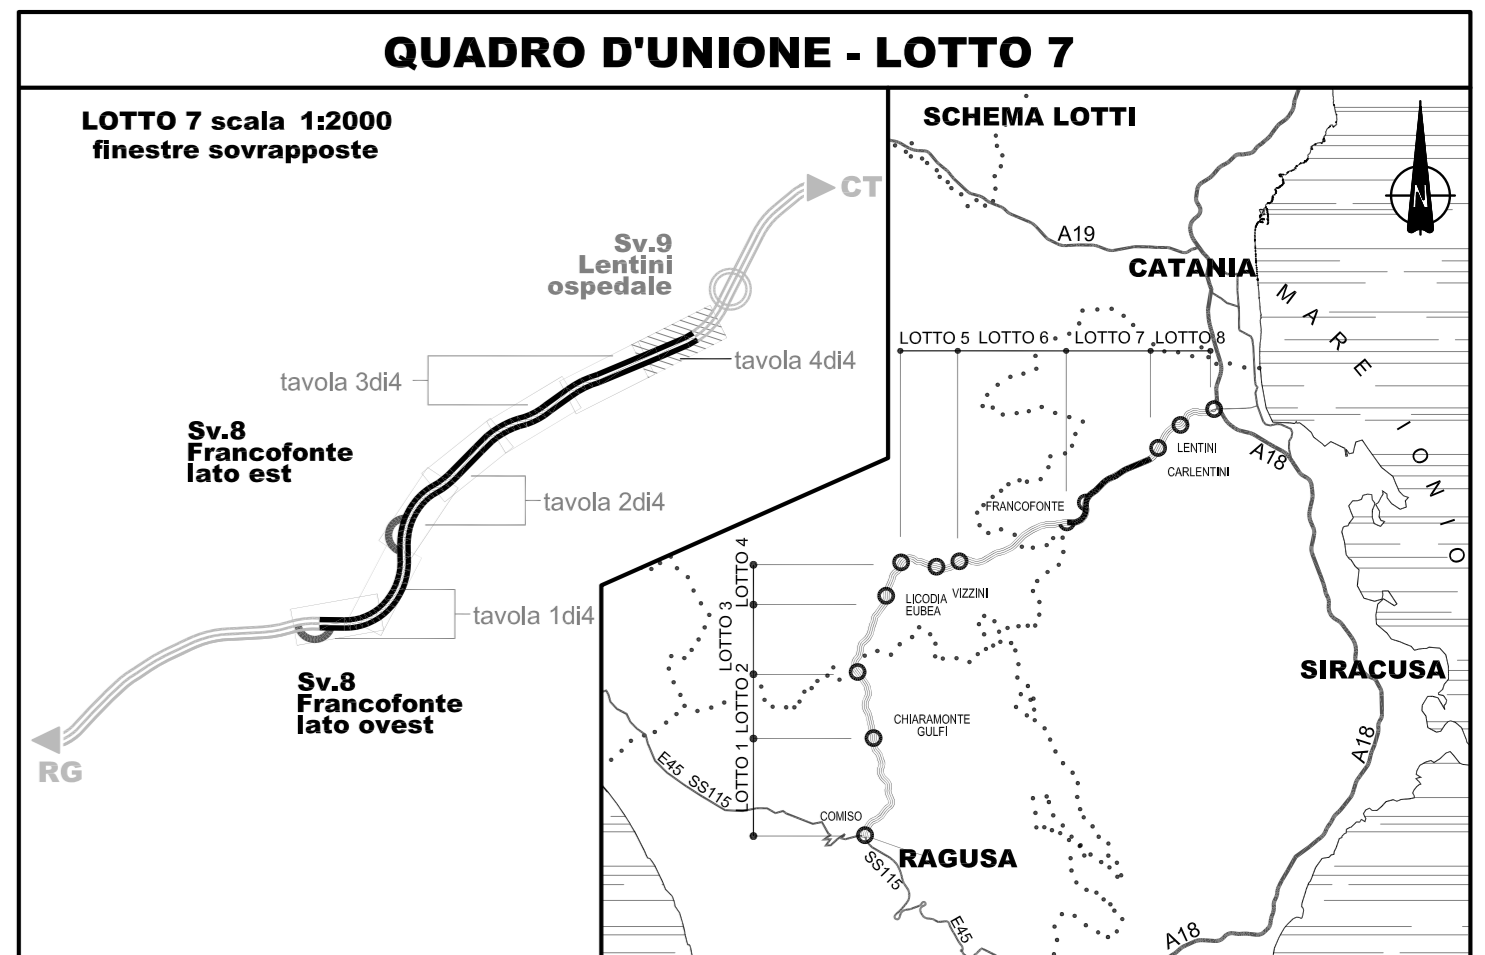 QUADRO D'UNIONE - LOTTO 7
LOTTO 7 scala 1:2000
finestre sovrapposte
CT
Sv.9
Lentini
ospedale
tavola 4di4
tavola 3di4
Sv.8
Francofonte
lato est
tavola 2di4
tavola 1di4
Sv.8
Francofonte
lato ovest
RG
SCHEMA LOTTI
N
A19
CATANIA
MARE IONIO
LOTTO 5
LOTTO 6
LOTTO 7
LOTTO 8
LENTINI
CARLENTINI
A18
FRANCOFONTE
LOTTO 4
LOTTO 3
LOTTO 2
LOTTO 1
LICODIA
EUBEA
VIZZINI
SIRACUSA
CHIARAMONTE
GULFI
A18
E45 SS115
COMISO
RAGUSA
SS115
E45
A18